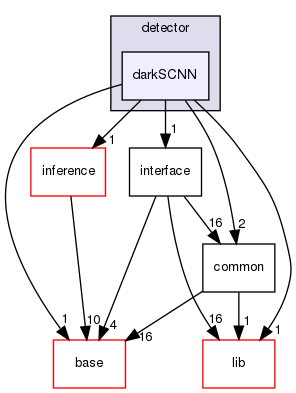 detector
darkSCNN
1
1
inference
interface
16
2
common
1
10
4
16
16
1
1
base
lib